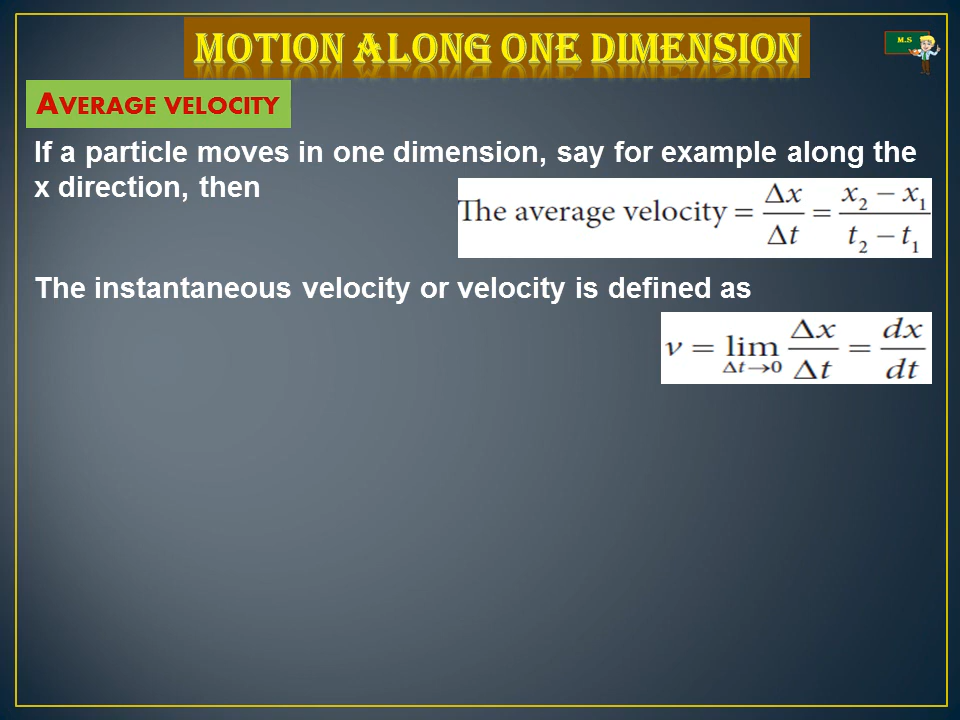 MOTION ALONG ONE DIMENSION
M.S
AVERAGE VELOCITY
If a particle moves in one dimension, say for example along the
x direction, then
The average velocity = Δx/Δt = (x₂ − x₁)/(t₂ − t₁)
The instantaneous velocity or velocity is defined as
v = lim Δt→0 Δx/Δt = dx/dt